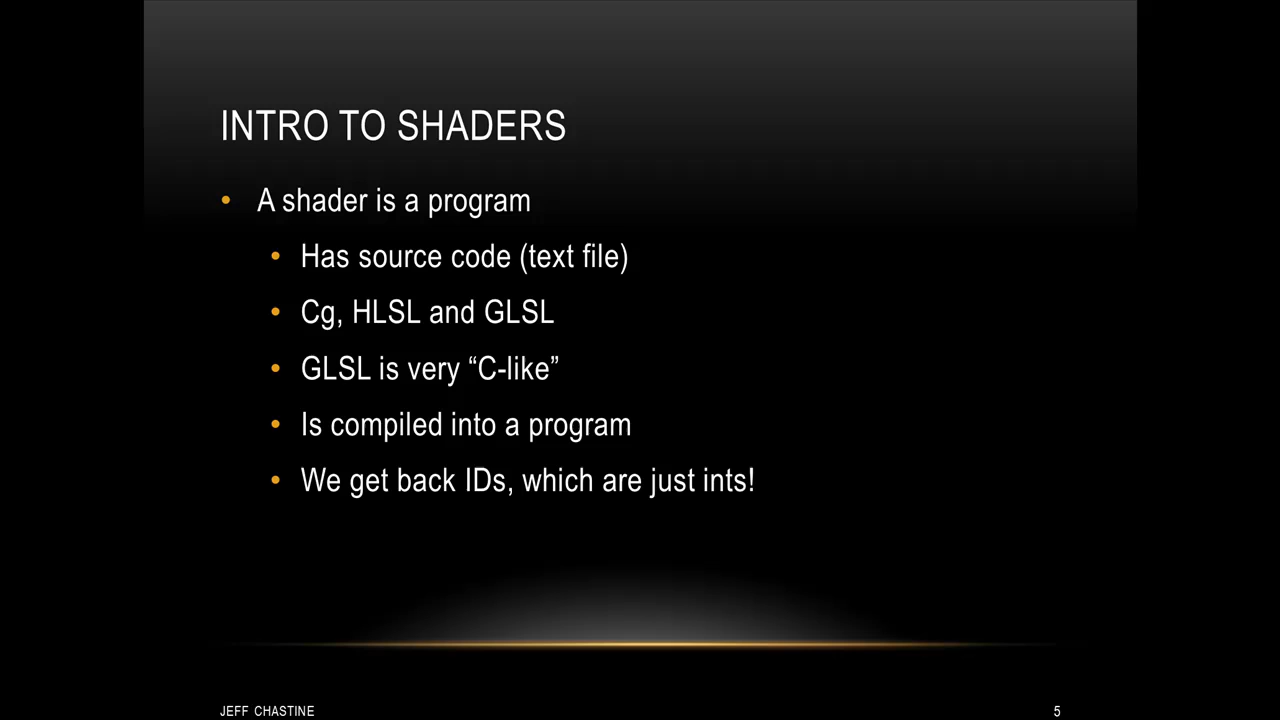 INTRO TO SHADERS
• A shader is a program
• Has source code (text file)
• Cg, HLSL and GLSL
• GLSL is very “C-like”
• Is compiled into a program
• We get back IDs, which are just ints!
JEFF CHASTINE
5